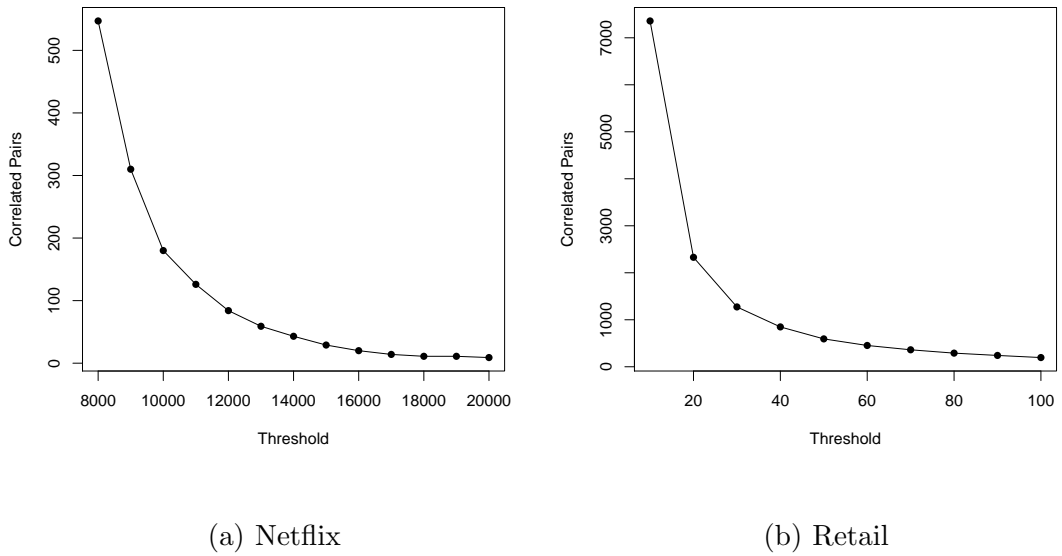 8000 10000 12000 14000 16000 18000 20000
0 100 200 300 400 500
Threshold
Correlated Pairs
20 40 60 80 100
0 1000 3000 5000 7000
Threshold
Correlated Pairs
(a) Netflix
(b) Retail